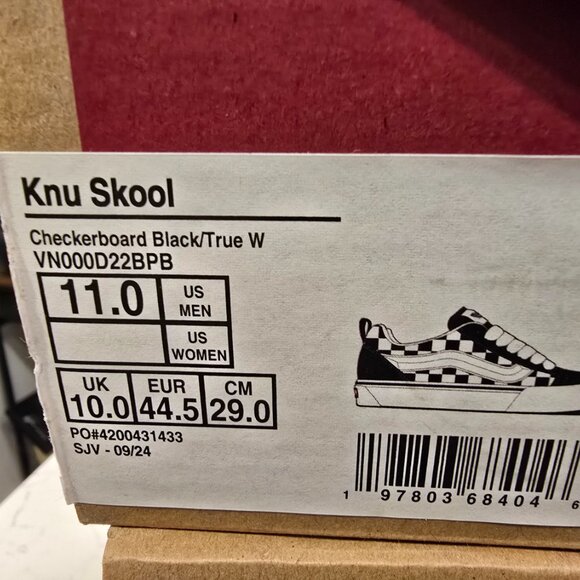 Knu Skool
Checkerboard Black/True W
VN000D22BPB
11.0 US MEN
US WOMEN
UK EUR CM
10.0 44.5 29.0
PO#4200431433
SJV - 09/24
1 97803 68404 6